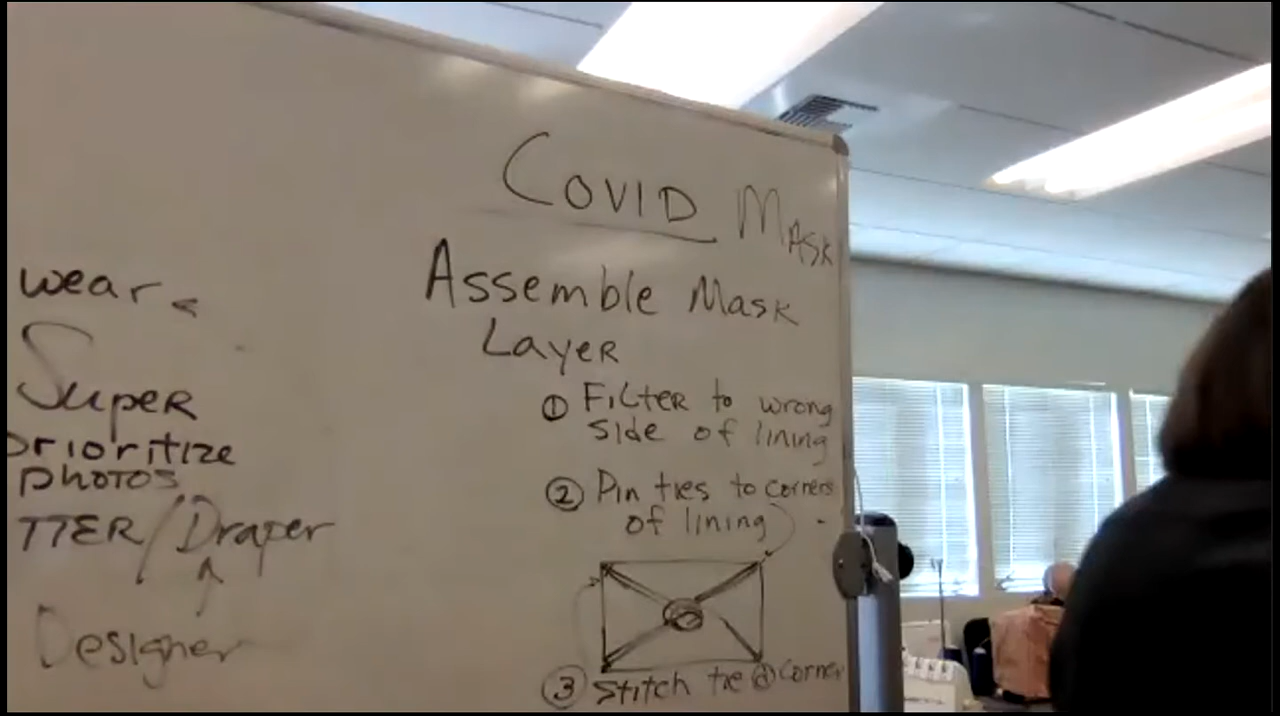 wear
Super
prioritize
photos
TTER / Draper
Designer
COVID MASK
Assemble Mask
Layer
① Filter to wrong
side of lining
② Pin ties to corners
of lining
③ Stitch tie @ corner